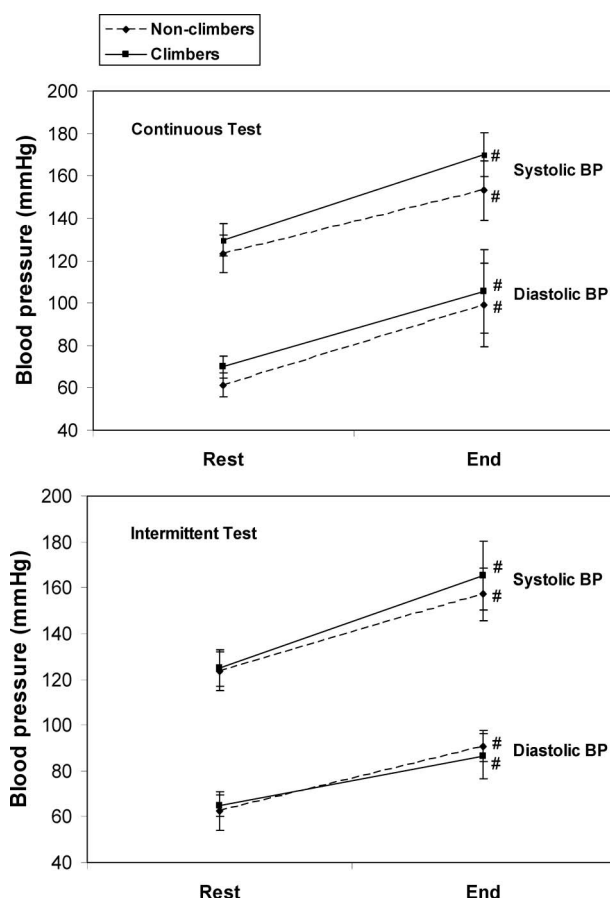 Non-climbers
Climbers
200
180
160
140
120
100
80
60
40
Blood pressure (mmHg)
Continuous Test
#
#
Systolic BP
#
#
Diastolic BP
Rest End
200
180
160
140
120
100
80
60
40
Blood pressure (mmHg)
Intermittent Test
#
#
Systolic BP
#
#
Diastolic BP
Rest End